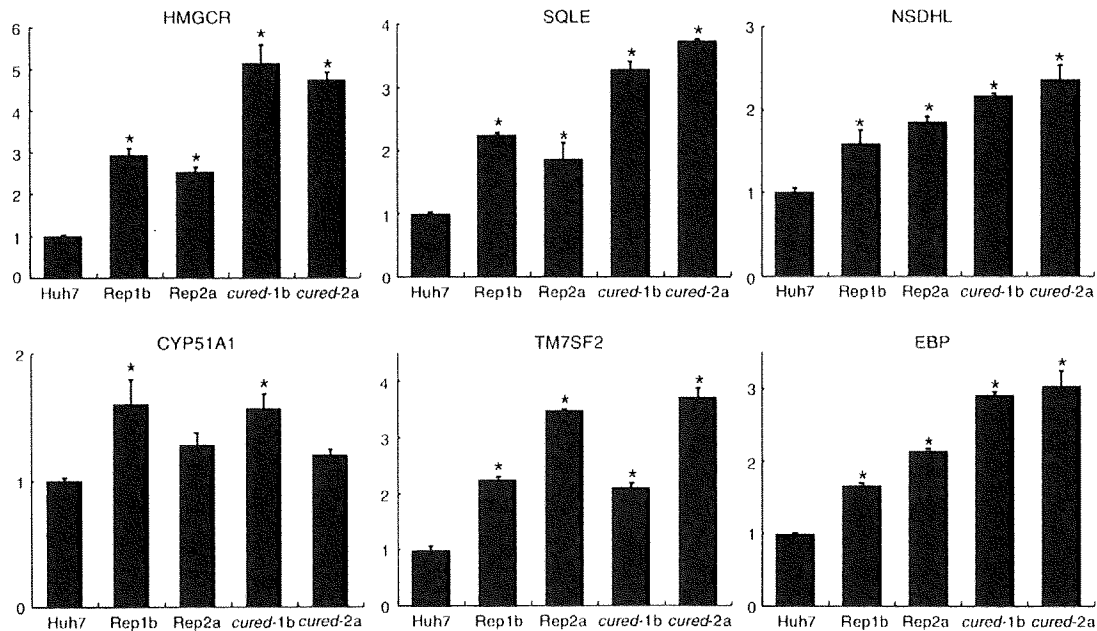 HMGCR
6
5
4
3
2
1
0
* * * *
Huh7 Rep1b Rep2a cured-1b cured-2a
SQLE
4
3
2
1
0
* * * *
Huh7 Rep1b Rep2a cured-1b cured-2a
NSDHL
3
2
1
0
* * * *
Huh7 Rep1b Rep2a cured-1b cured-2a
CYP51A1
2
1
0
* *
Huh7 Rep1b Rep2a cured-1b cured-2a
TM7SF2
4
3
2
1
0
* * * *
Huh7 Rep1b Rep2a cured-1b cured-2a
EBP
3
2
1
0
* * * *
Huh7 Rep1b Rep2a cured-1b cured-2a